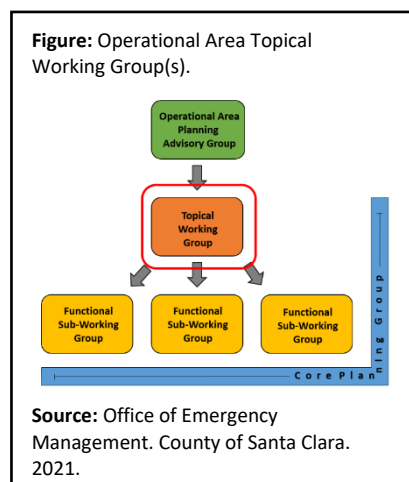 Figure: Operational Area Topical
Working Group(s).
Operational Area
Planning
Advisory Group
Topical
Working
Group
Functional
Sub-Working
Group
Functional
Sub-Working
Group
Functional
Sub-Working
Group
Core Planning Group
Source: Office of Emergency
Management. County of Santa Clara.
2021.